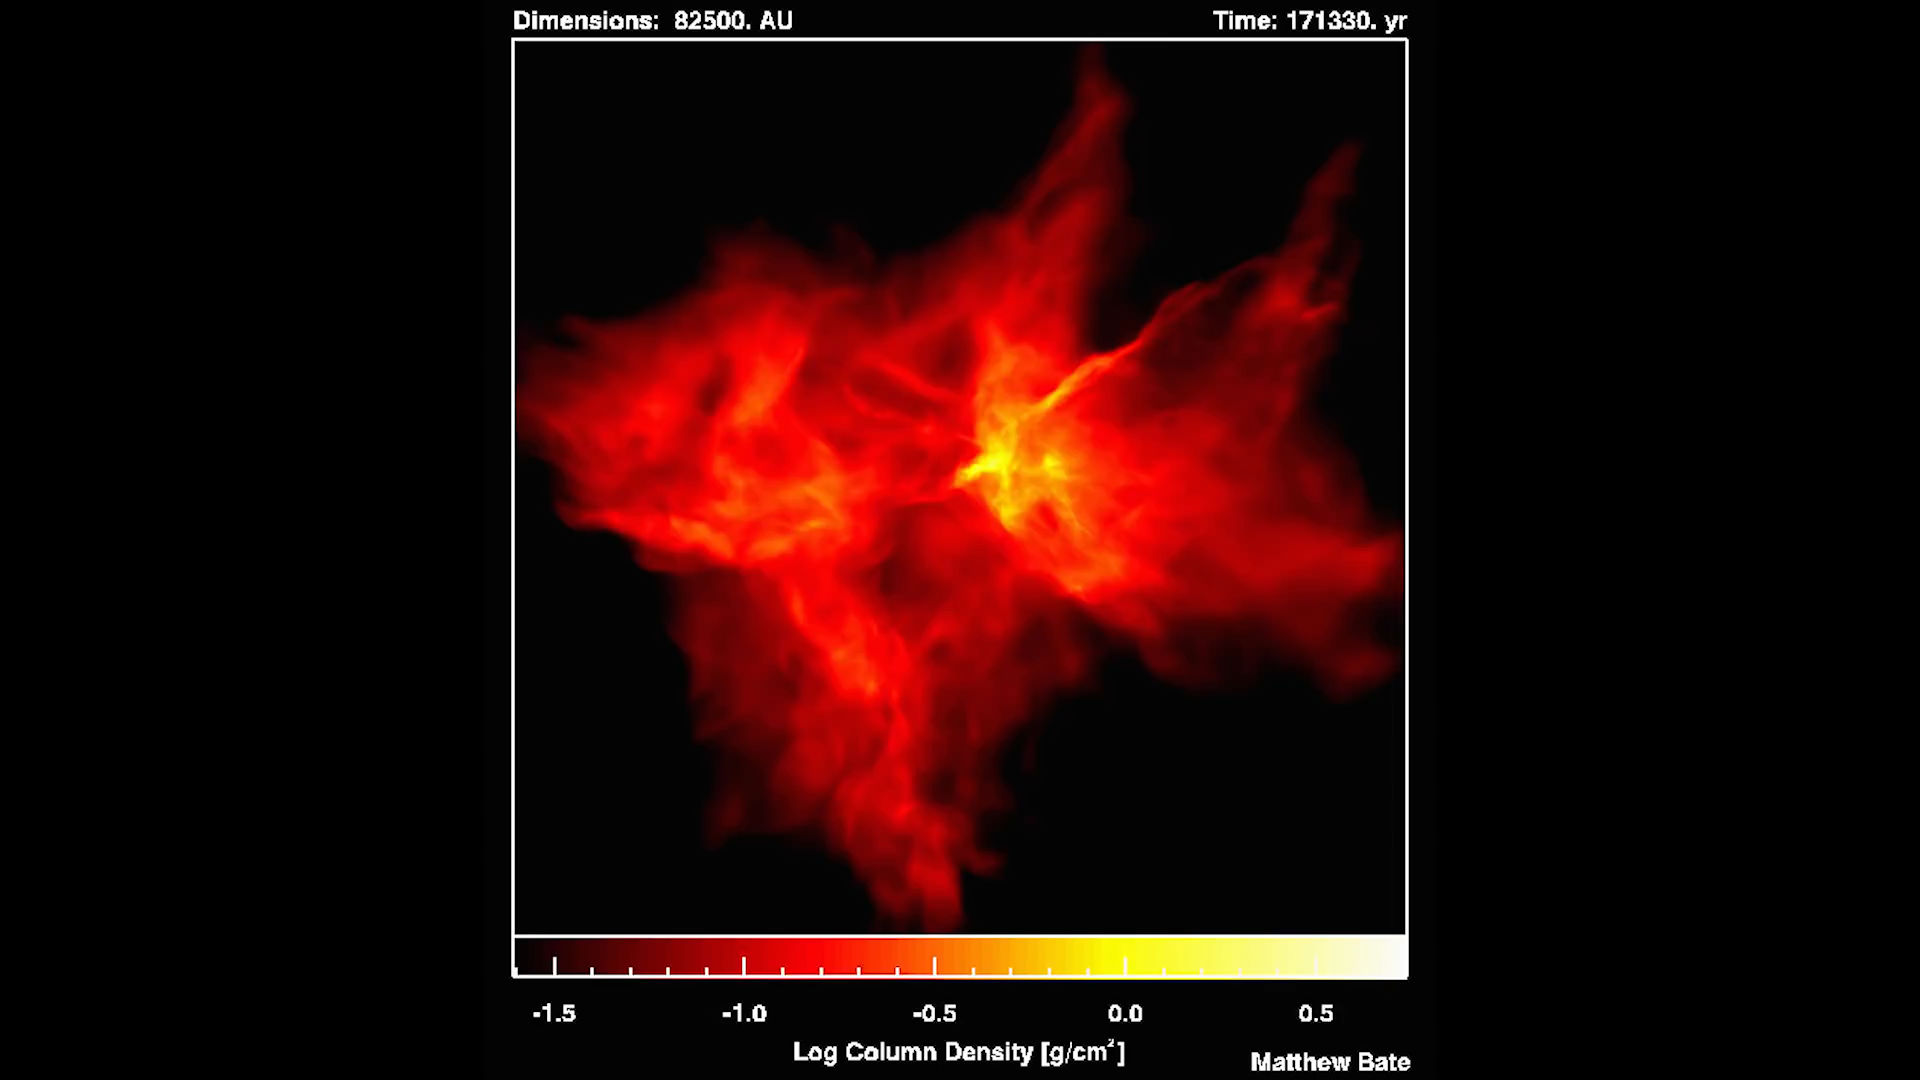 Dimensions: 82500. AU
Time: 171330. yr
-1.5 -1.0 -0.5 0.0 0.5
Log Column Density [g/cm²]
Matthew Bate